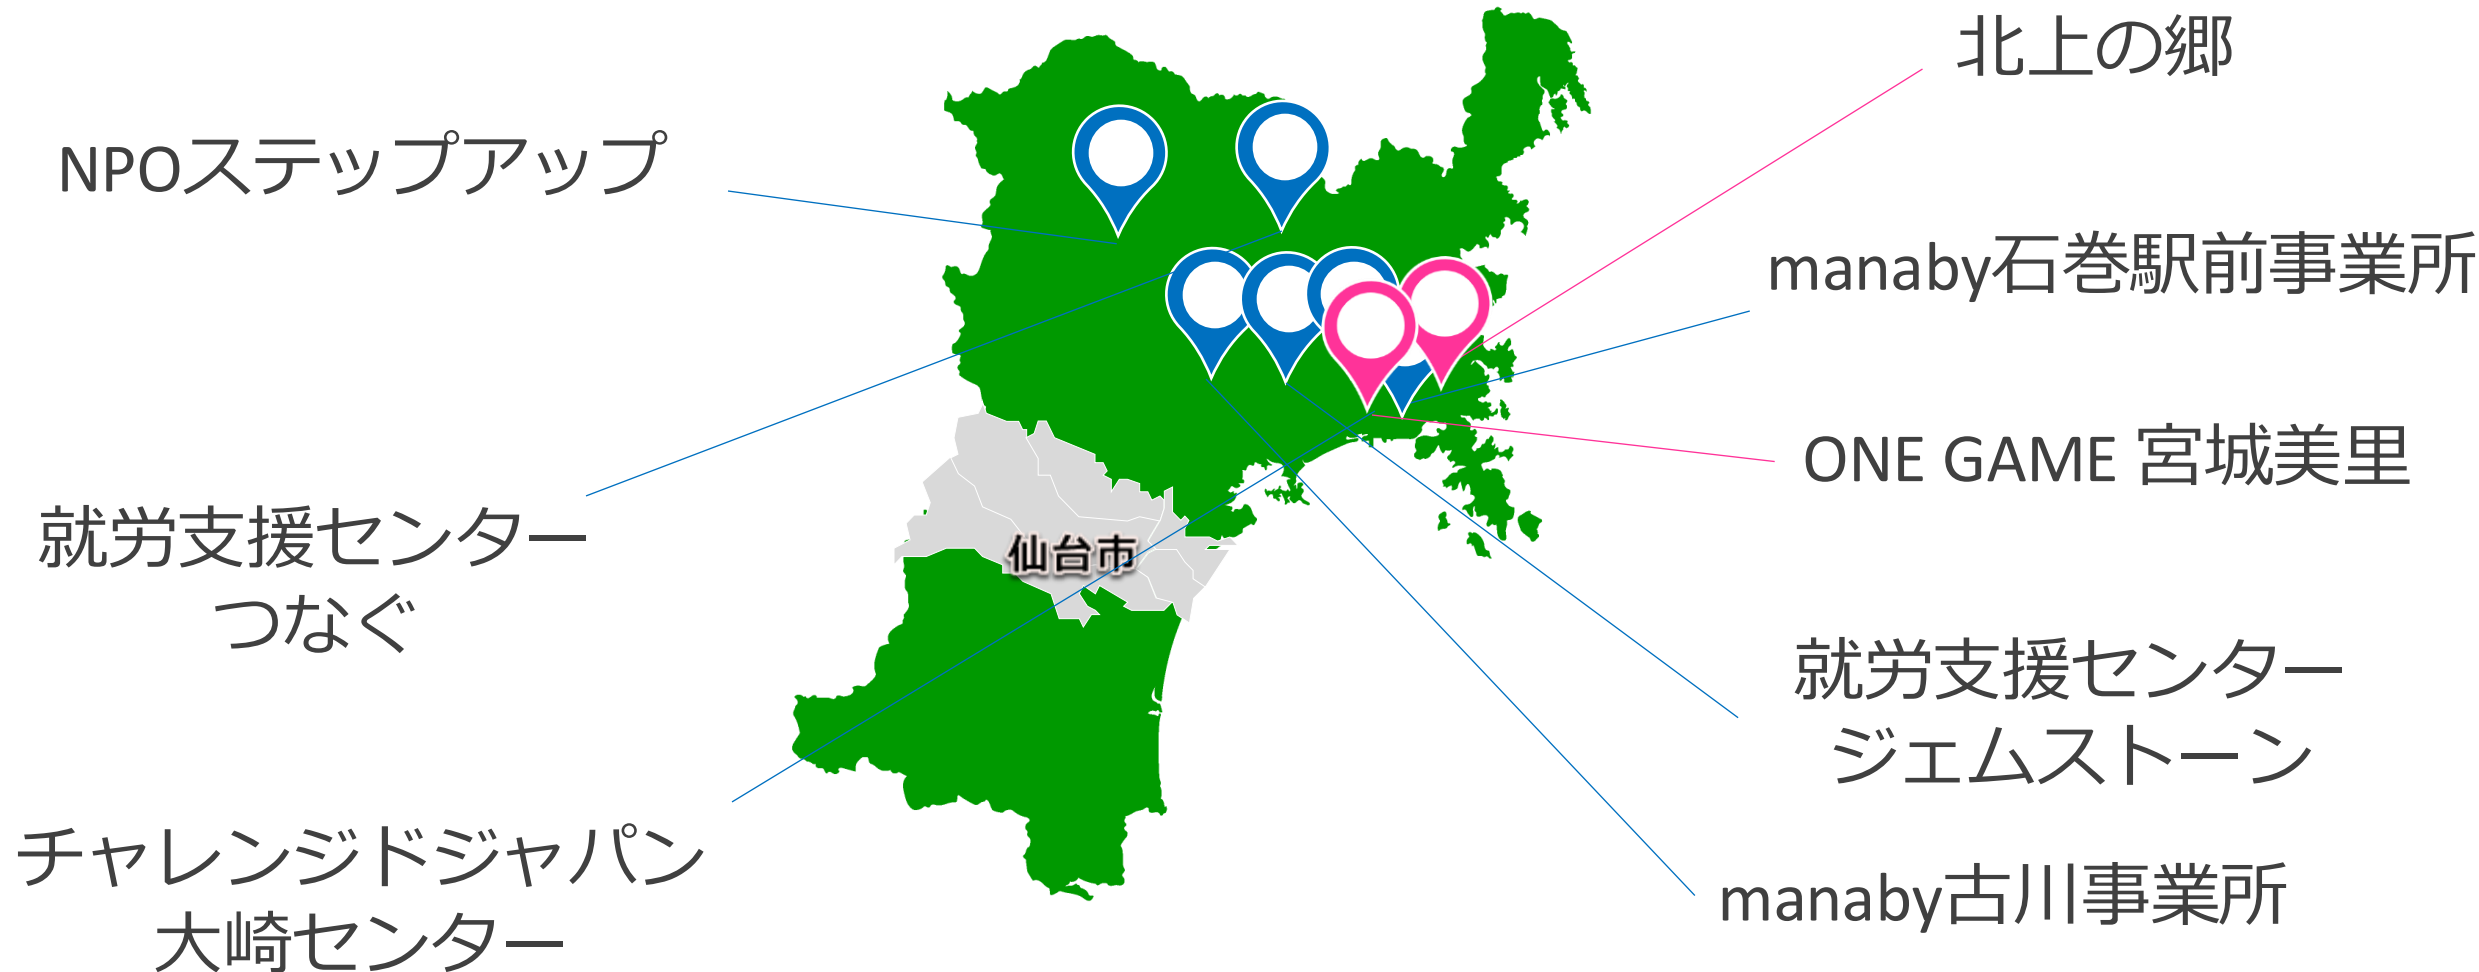 NPOステップアップ
就労支援センター
つなぐ
チャレンジドジャパン
大崎センター
仙台市
北上の郷
manaby石巻駅前事業所
ONE GAME 宮城美里
就労支援センター
ジェムストーン
manaby古川事業所